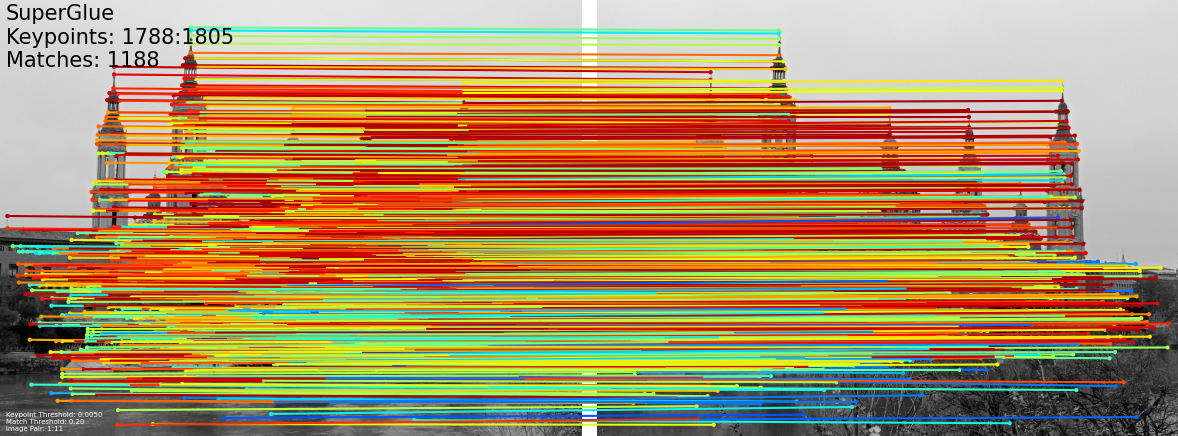 SuperGlue
Keypoints: 1788:1805
Matches: 1188
Keypoint Threshold: 0.0050
Match Threshold: 0.20
Image Pair: 1:11